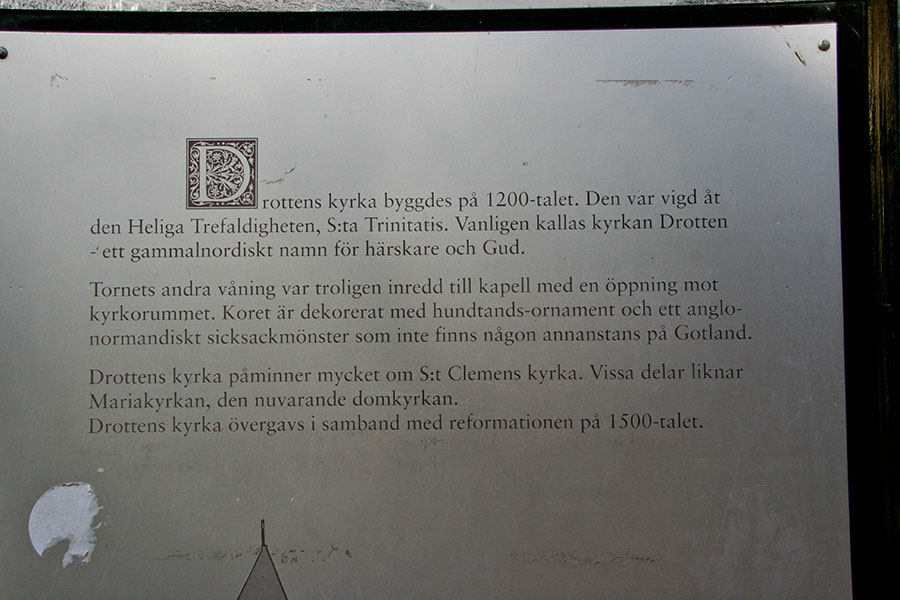 Drottens kyrka byggdes på 1200-talet. Den var vigd åt
den Heliga Trefaldigheten, S:ta Trinitatis. Vanligen kallas kyrkan Drotten
- ett gammalnordiskt namn för härskare och Gud.
Tornets andra våning var troligen inredd till kapell med en öppning mot
kyrkorummet. Koret är dekorerat med hundtands-ornament och ett anglo-
normandiskt sicksackmönster som inte finns någon annanstans på Gotland.
Drottens kyrka påminner mycket om S:t Clemens kyrka. Vissa delar liknar
Mariakyrkan, den nuvarande domkyrkan.
Drottens kyrka övergavs i samband med reformationen på 1500-talet.